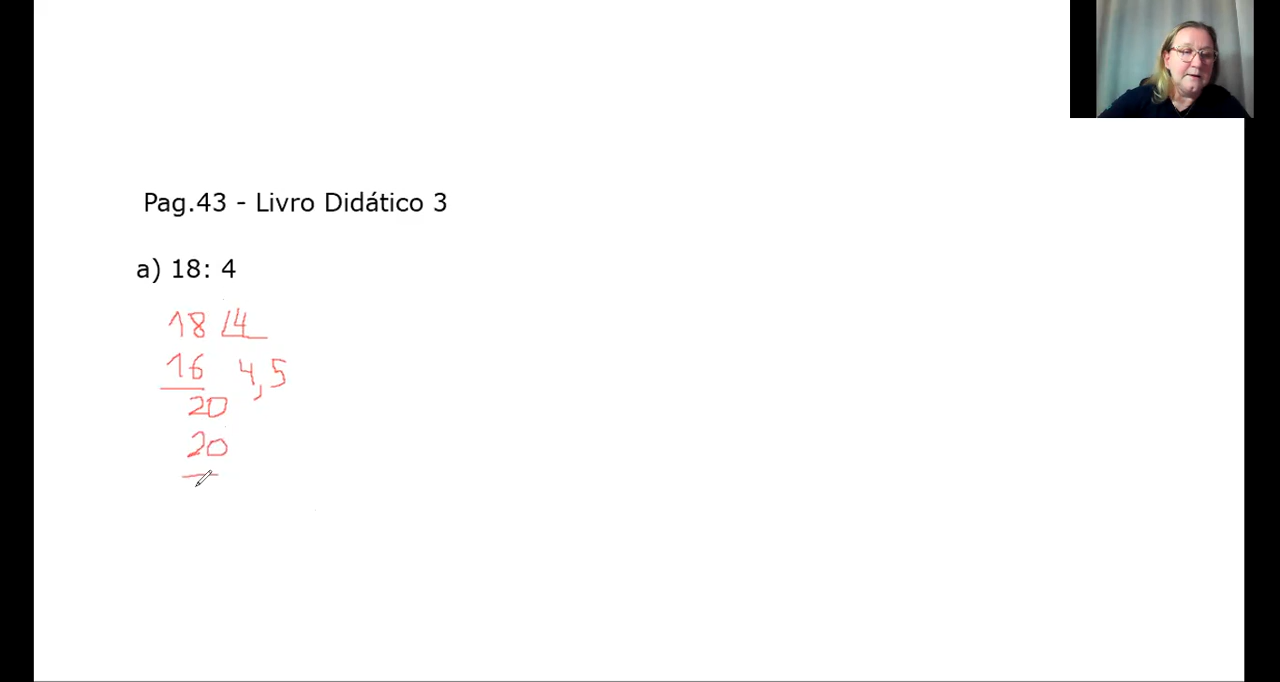 Pag.43 - Livro Didático 3
a) 18: 4
18 4
16 4,5
20
20